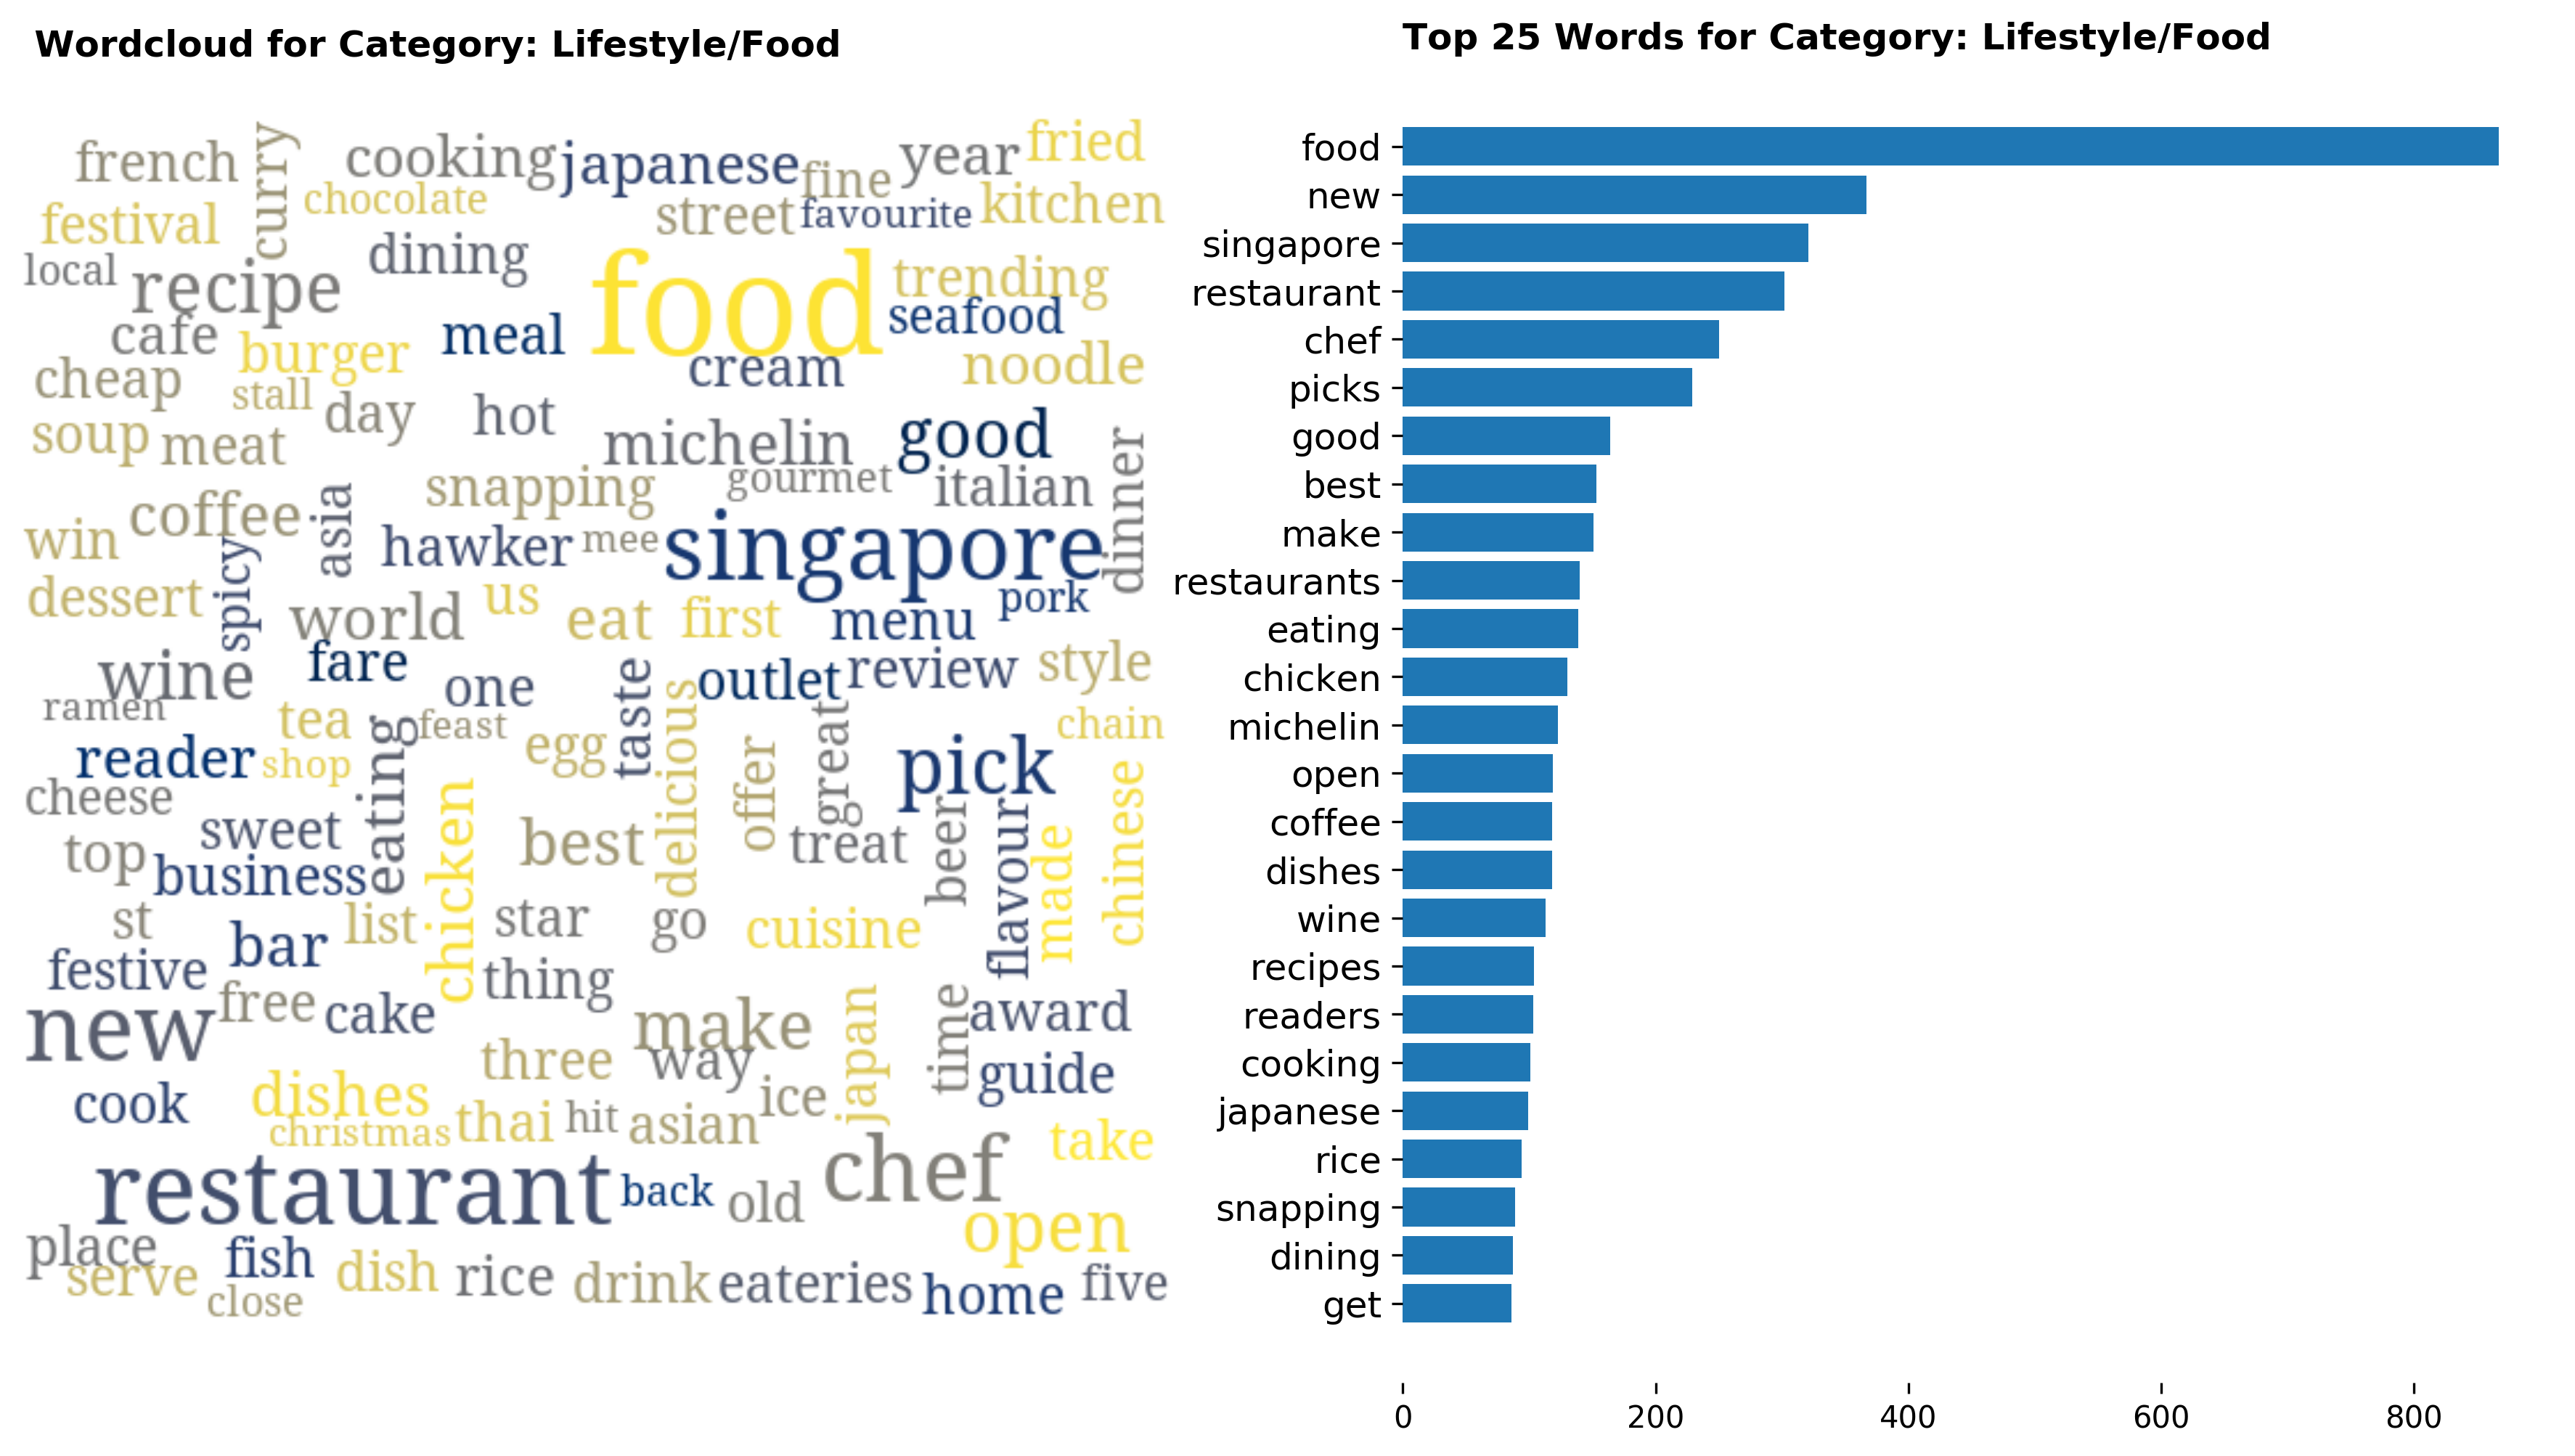 Wordcloud for Category: Lifestyle/Food
french
curry
cooking
japanese
fine
year
fried
festival
chocolate
street
favourite
kitchen
local
recipe
dining
food
trending
seafood
cafe
burger
meal
cream
noodle
cheap
stall
day
hot
michelin
good
dinner
soup
meat
snapping
gourmet
italian
win
coffee
asia
hawker
mee
singapore
dessert
spicy
world
us
eat
first
menu
pork
wine
fare
one
taste
outlet
review
style
ramen
tea
feast
egg
delicious
offer
great
pick
chain
reader
shop
eating
cheese
sweet
chicken
best
treat
beer
flavour
made
chinese
top
business
st
list
star
go
cuisine
festive
bar
thing
new
free
cake
make
japan
time
award
three
way
guide
cook
dishes
ice
christmas
thai
hit
asian
take
restaurant
back
old
chef
open
place
serve
fish
dish
rice
drink
eateries
home
five
close
Top 25 Words for Category: Lifestyle/Food
food
new
singapore
restaurant
chef
picks
good
best
make
restaurants
eating
chicken
michelin
open
coffee
dishes
wine
recipes
readers
cooking
japanese
rice
snapping
dining
get
0 200 400 600 800